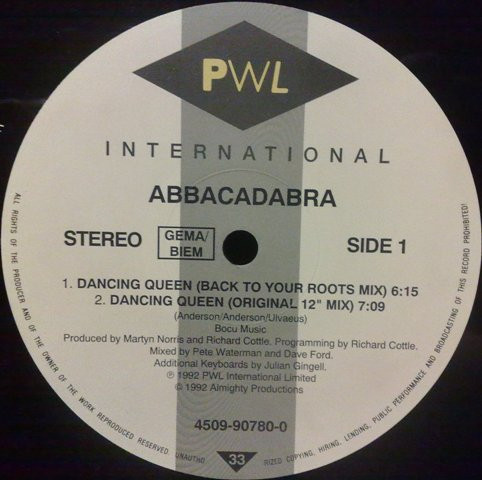 PWL
INTERNATIONAL
ABBACADABRA
STEREO
GEMA/
BIEM
SIDE 1
1. DANCING QUEEN (BACK TO YOUR ROOTS MIX) 6:15
2. DANCING QUEEN (ORIGINAL 12" MIX) 7:09
(Anderson/Anderson/Ulvaeus)
Bocu Music
Produced by Martyn Norris and Richard Cottle. Programming by Richard Cottle.
Mixed by Pete Waterman and Dave Ford.
Additional Keyboards by Julian Gingell.
℗ 1992 PWL International Limited
© 1992 Almighty Productions
4509-90780-0
33
ALL RIGHTS OF THE PRODUCER AND OF THE OWNER OF THE WORK REPRODUCED RESERVED. UNAUTHO
RIZED COPYING, HIRING, LENDING, PUBLIC PERFORMANCE AND BROADCASTING OF THIS RECORD PROHIBITED!